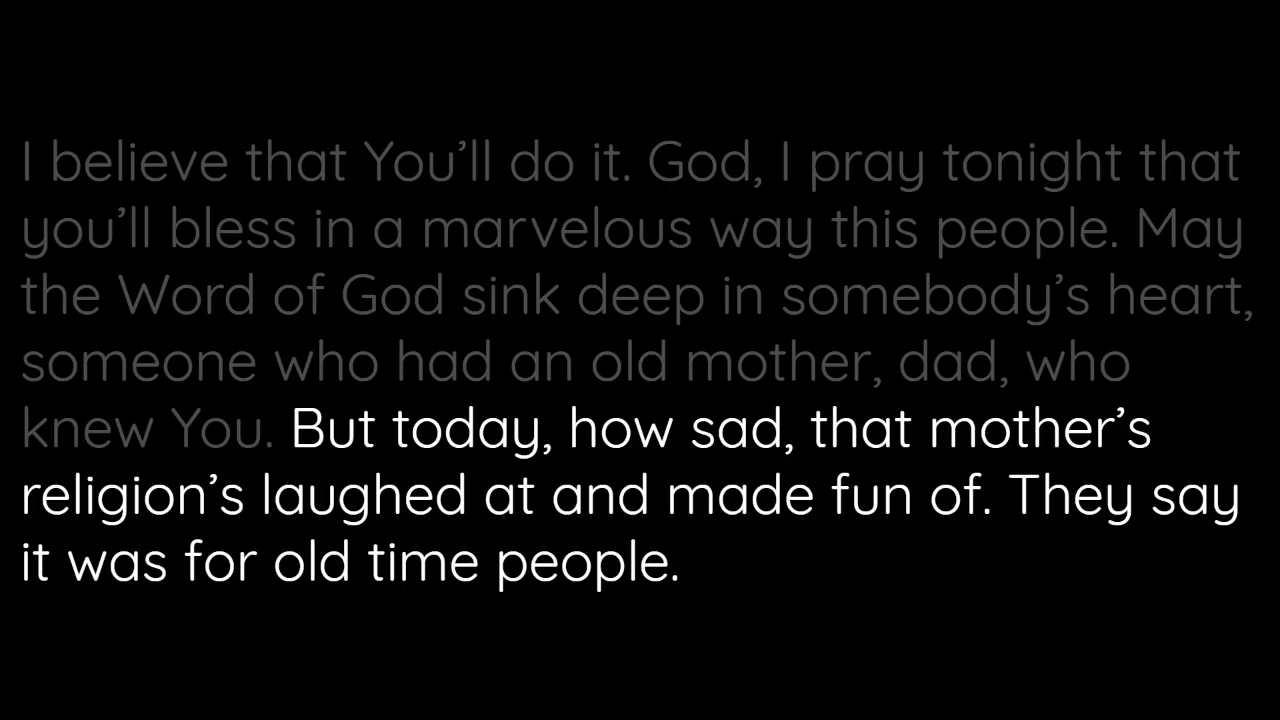 I believe that You’ll do it. God, I pray tonight that
you’ll bless in a marvelous way this people. May
the Word of God sink deep in somebody’s heart,
someone who had an old mother, dad, who
knew You. But today, how sad, that mother’s
religion’s laughed at and made fun of. They say
it was for old time people.